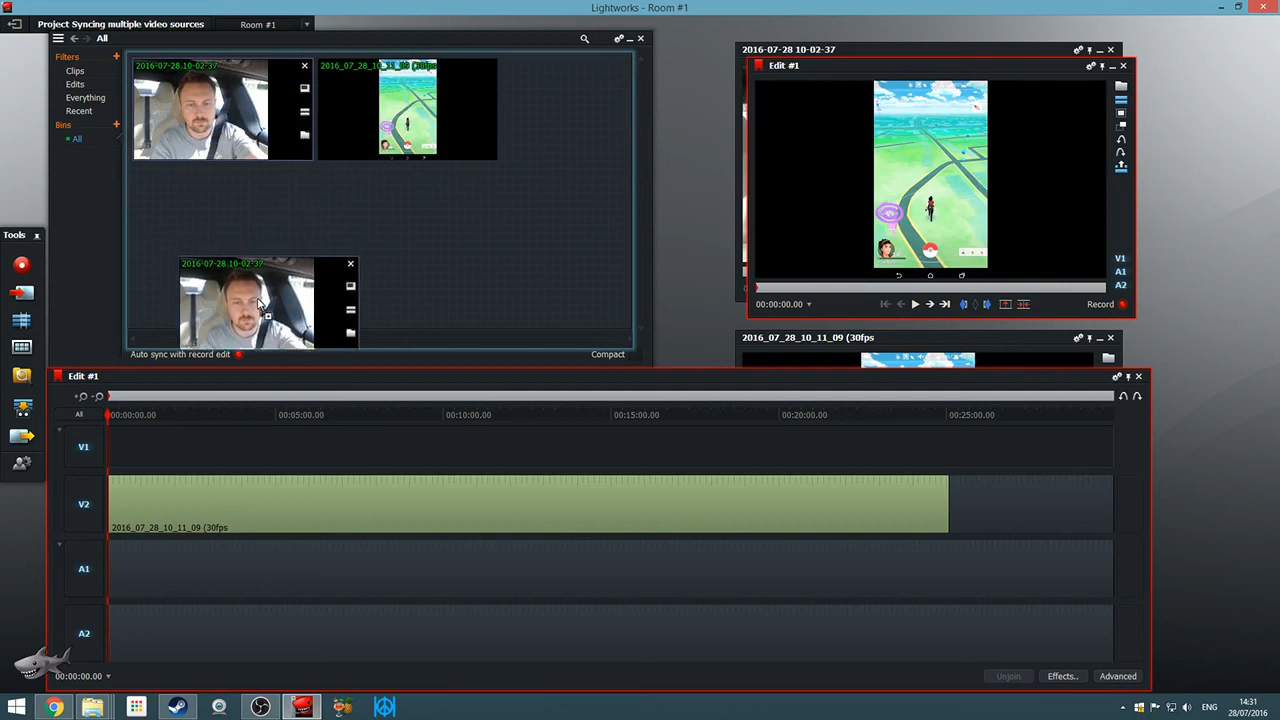 Lightworks - Room #1
Project Syncing multiple video sources
Room #1
All
Filters
Clips
Edits
Everything
Recent
Bins
All
2016-07-28 10-02-37
2016_07_28_10_11_09 (30fps
2016-07-28 10-02-37
Auto sync with record edit
Compact
2016-07-28 10-02-37
Edit #1
V1
A1
A2
00:00:00.00
Record
2016_07_28_10_11_09 (30fps
Tools
Edit #1
All
00:00:00.00
00:05:00.00
00:10:00.00
00:15:00.00
00:20:00.00
00:25:00.00
V1
V2
2016_07_28_10_11_09 (30fps
A1
A2
00:00:00.00
Unjoin
Effects..
Advanced
ENG
14:31
28/07/2016